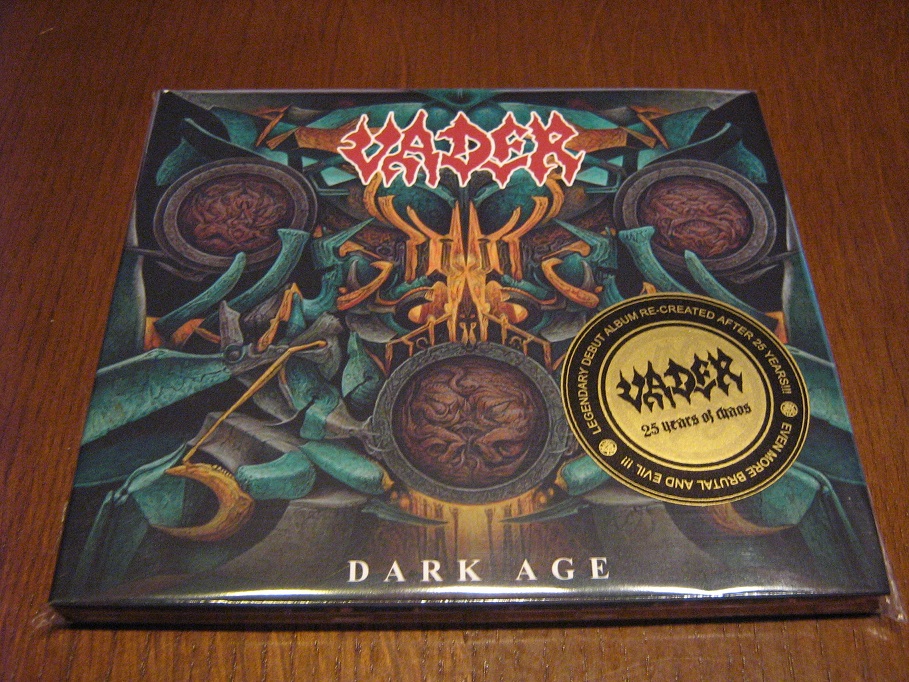 VADER
LEGENDARY DEBUT ALBUM RE-CREATED AFTER 25 YEARS!!!
VADER
25 years of chaos
EVEN MORE BRUTAL AND EVIL !!!
DARK AGE